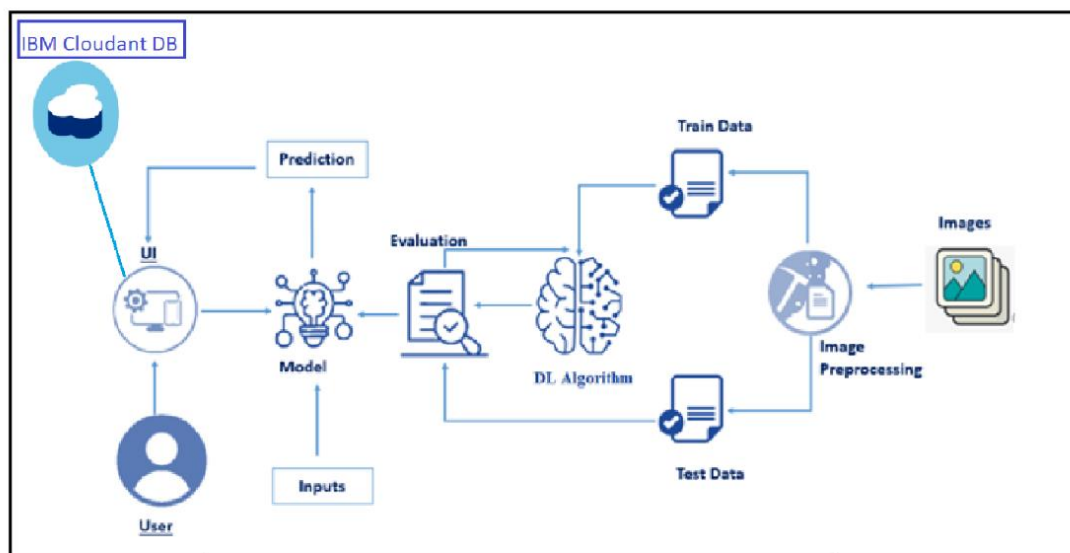 IBM Cloudant DB
Train Data
Prediction
Images
Evaluation
UI
Image
Preprocessing
Model
DL Algorithm
Test Data
Inputs
User